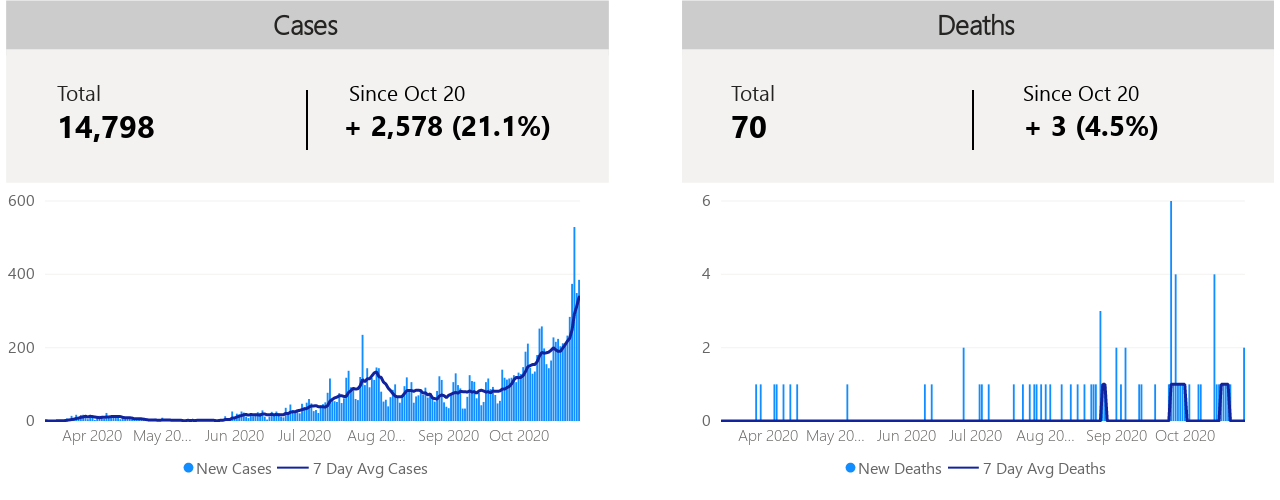 Cases
Total
Since Oct 20
14,798
+ 2,578 (21.1%)
600
400
200
0
Apr 2020 May 20... Jun 2020 Jul 2020 Aug 20... Sep 2020 Oct 2020
New Cases 7 Day Avg Cases
Deaths
Total
Since Oct 20
70
+ 3 (4.5%)
6
4
2
0
Apr 2020 May 20... Jun 2020 Jul 2020 Aug 20... Sep 2020 Oct 2020
New Deaths 7 Day Avg Deaths